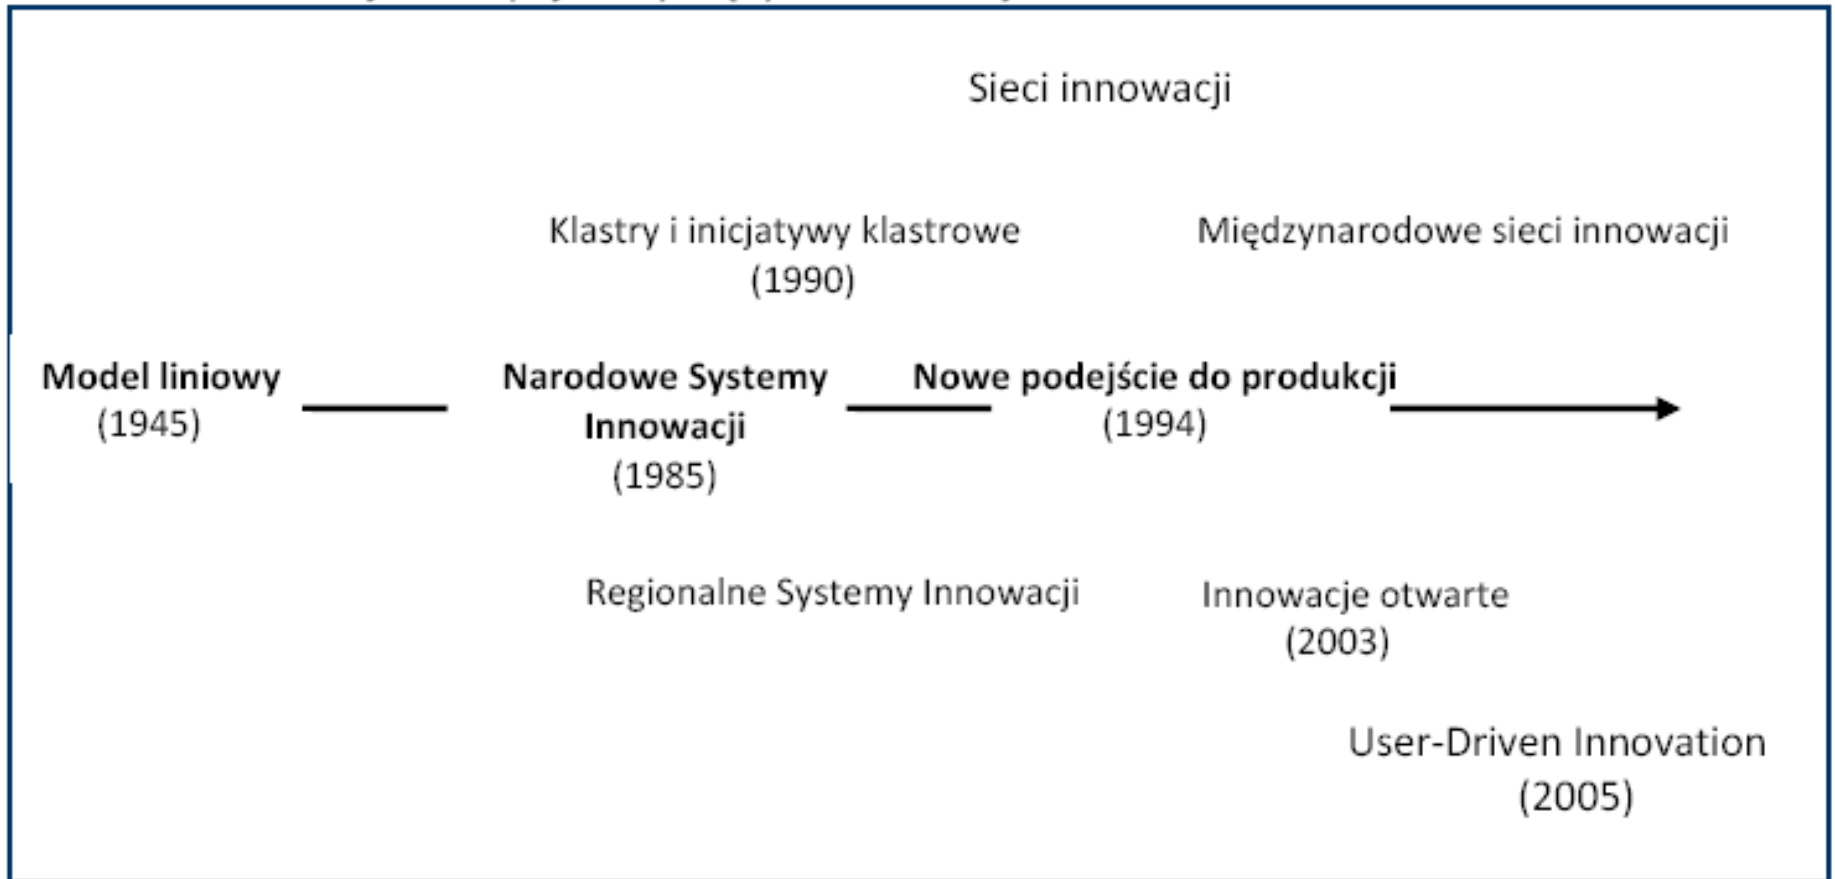 Sieci innowacji
Klastry i inicjatywy klastrowe
(1990)
Międzynarodowe sieci innowacji
Model liniowy
(1945)
Narodowe Systemy
Innowacji
(1985)
Nowe podejście do produkcji
(1994)
Regionalne Systemy Innowacji
Innowacje otwarte
(2003)
User-Driven Innovation
(2005)